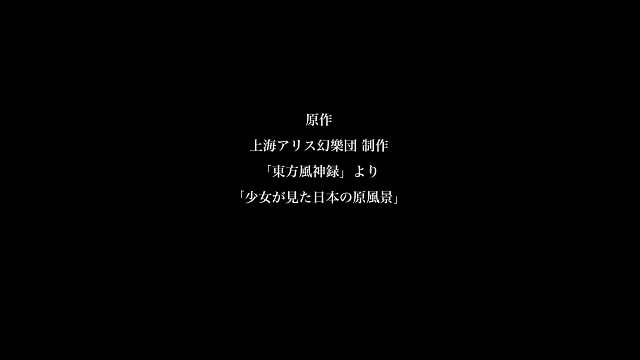 原作
上海アリス幻樂団 制作
「東方風神録」より
「少女が見た日本の原風景」